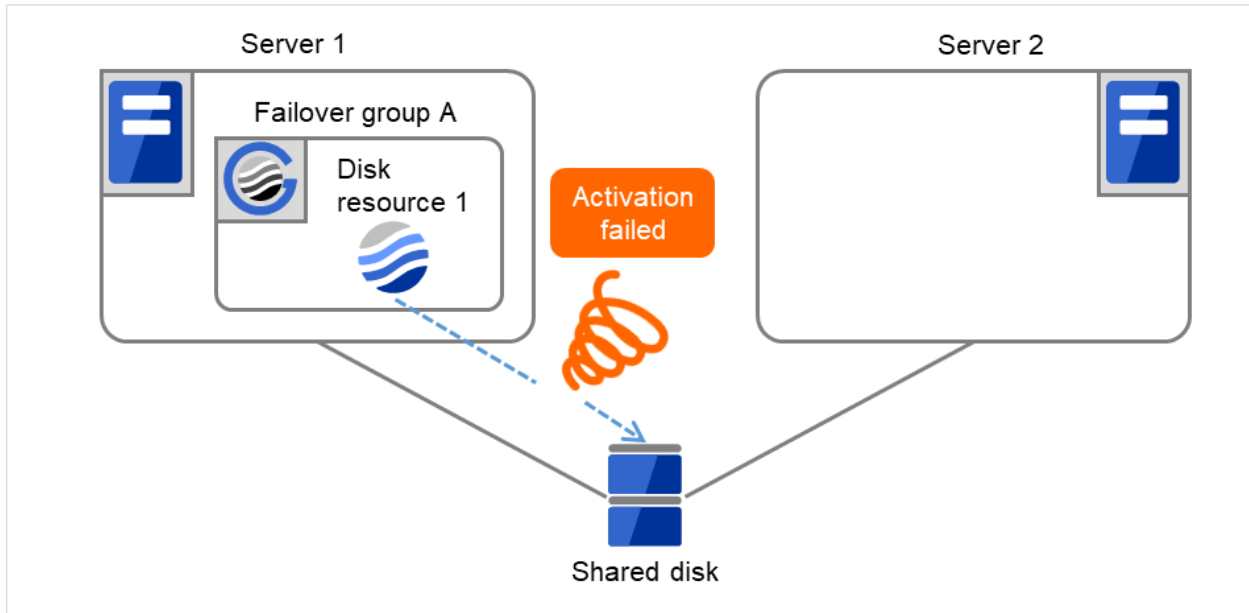 Server 1
Server 2
Failover group A
Disk
resource 1
Activation
failed
Shared disk